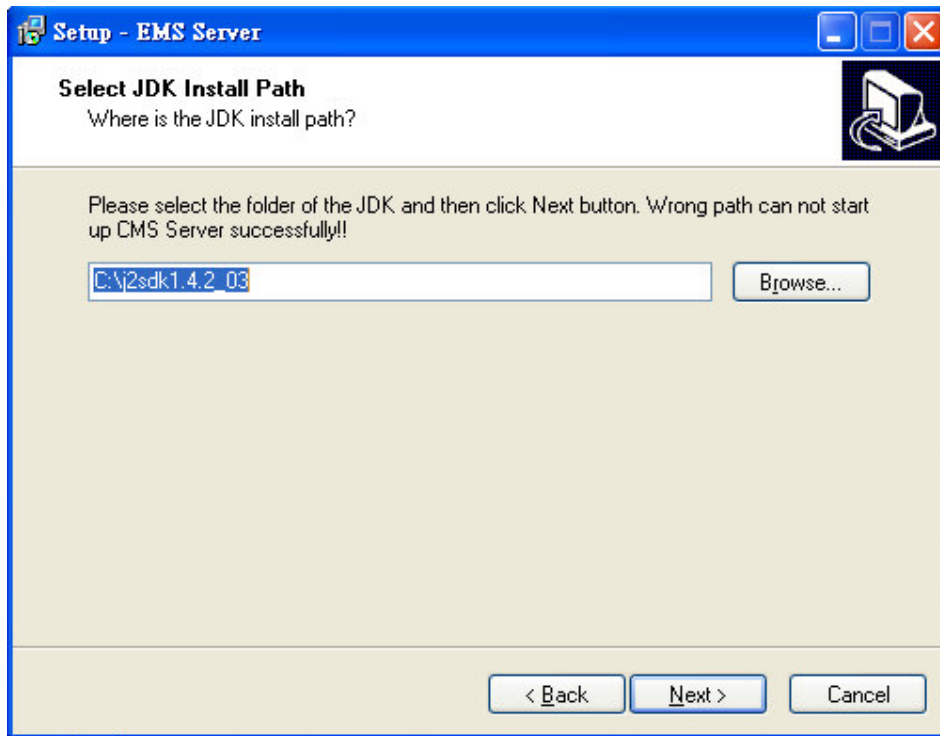 Setup - EMS Server
Select JDK Install Path
Where is the JDK install path?
Please select the folder of the JDK and then click Next button. Wrong path can not start
up CMS Server successfully!!
C:\j2sdk1.4.2_03
Browse...
< Back
Next >
Cancel